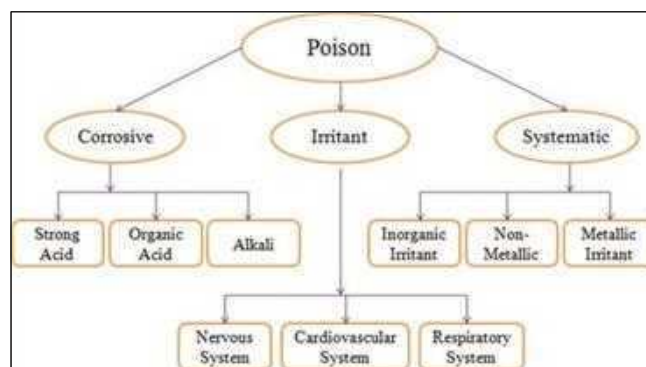 Poison
Corrosive
Irritant
Systematic
Strong
Acid
Organic
Acid
Alkali
Inorganic
Irritant
Non-
Metallic
Metallic
Irritant
Nervous
System
Cardiovascular
System
Respiratory
System